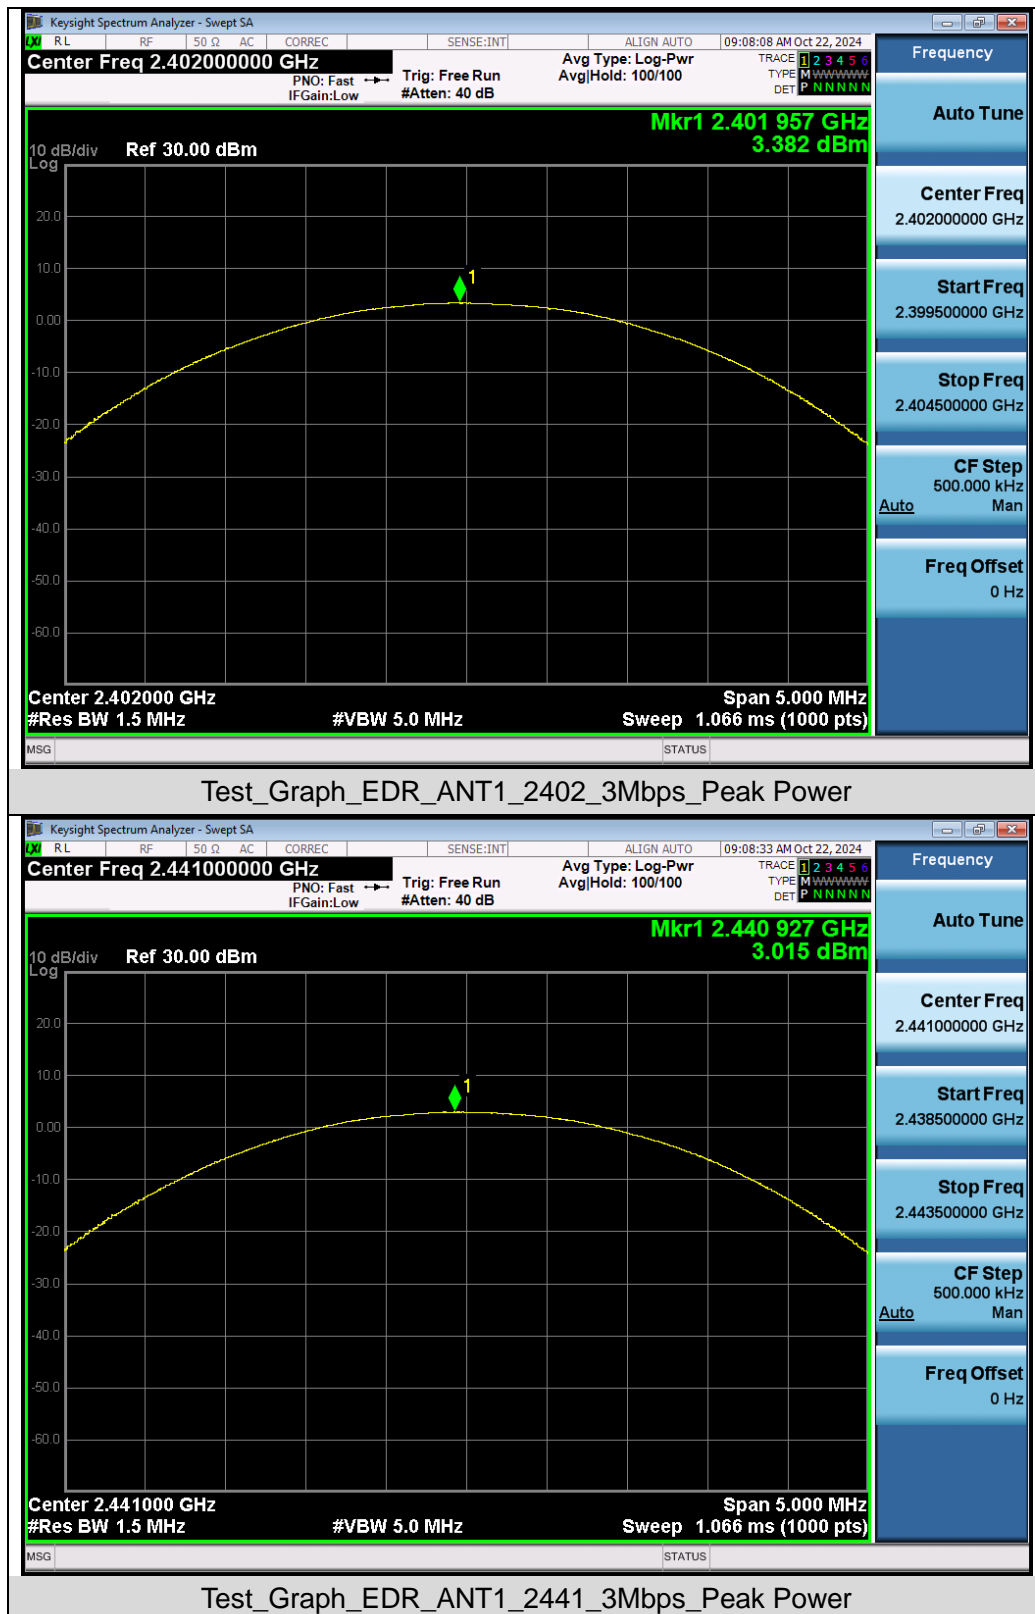 Keysight Spectrum Analyzer - Swept SA
LXI RL RF 50 Ω AC CORREC SENSE:INT ALIGN AUTO 09:08:08 AM Oct 22, 2024
Center Freq 2.402000000 GHz
PNO: Fast
IFGain:Low
Trig: Free Run
#Atten: 40 dB
Avg Type: Log-Pwr
Avg|Hold: 100/100
TRACE 1 2 3 4 5 6
TYPE M WWWWW
DET P N N N N N
Mkr1 2.401 957 GHz
3.382 dBm
10 dB/div Ref 30.00 dBm
Log
20.0
10.0
0.00
-10.0
-20.0
-30.0
-40.0
-50.0
-60.0
1
Center 2.402000 GHz Span 5.000 MHz
#Res BW 1.5 MHz #VBW 5.0 MHz Sweep 1.066 ms (1000 pts)
MSG STATUS
Frequency
Auto Tune
Center Freq
2.402000000 GHz
Start Freq
2.399500000 GHz
Stop Freq
2.404500000 GHz
CF Step
500.000 kHz
Auto Man
Freq Offset
0 Hz
Test_Graph_EDR_ANT1_2402_3Mbps_Peak Power
Keysight Spectrum Analyzer - Swept SA
LXI RL RF 50 Ω AC CORREC SENSE:INT ALIGN AUTO 09:08:33 AM Oct 22, 2024
Center Freq 2.441000000 GHz
PNO: Fast
IFGain:Low
Trig: Free Run
#Atten: 40 dB
Avg Type: Log-Pwr
Avg|Hold: 100/100
TRACE 1 2 3 4 5 6
TYPE M WWWWW
DET P N N N N N
Mkr1 2.440 927 GHz
3.015 dBm
10 dB/div Ref 30.00 dBm
Log
20.0
10.0
0.00
-10.0
-20.0
-30.0
-40.0
-50.0
-60.0
1
Center 2.441000 GHz Span 5.000 MHz
#Res BW 1.5 MHz #VBW 5.0 MHz Sweep 1.066 ms (1000 pts)
MSG STATUS
Frequency
Auto Tune
Center Freq
2.441000000 GHz
Start Freq
2.438500000 GHz
Stop Freq
2.443500000 GHz
CF Step
500.000 kHz
Auto Man
Freq Offset
0 Hz
Test_Graph_EDR_ANT1_2441_3Mbps_Peak Power